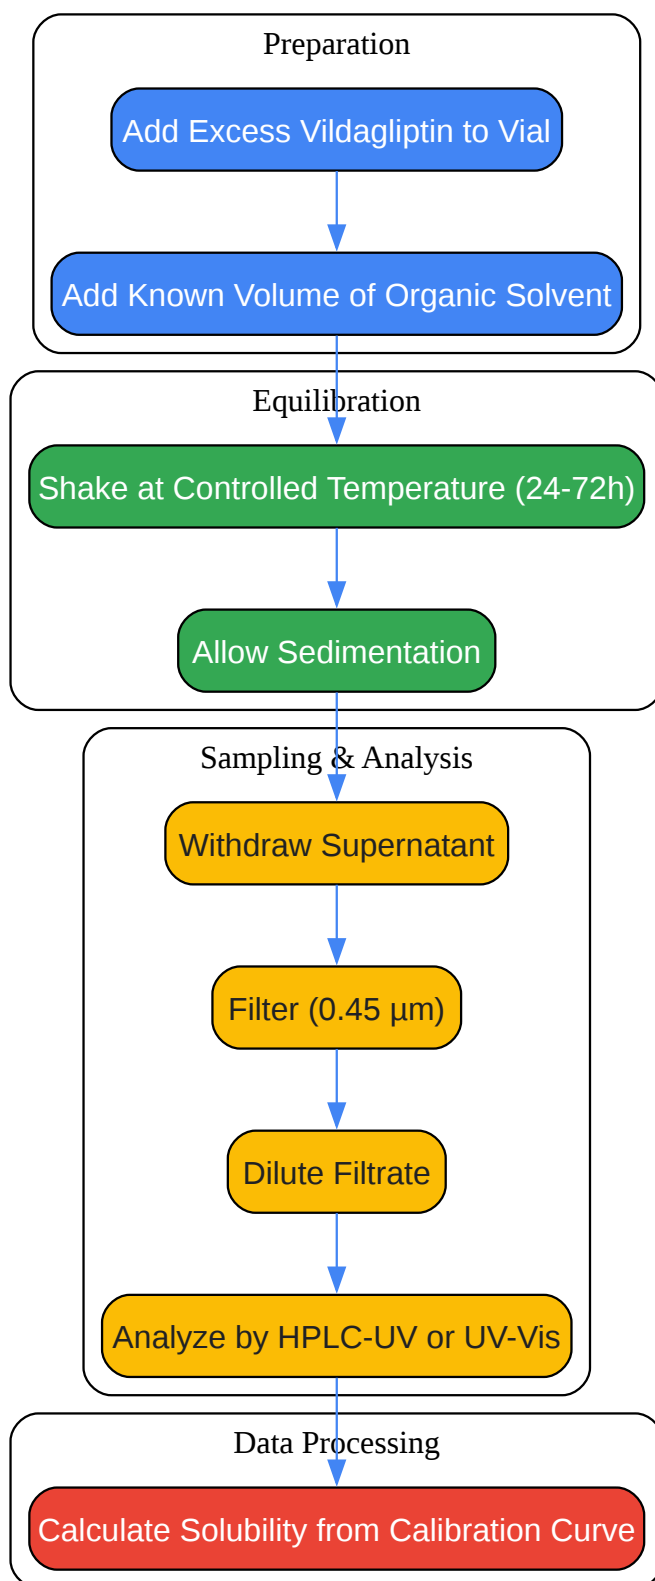 Preparation
Add Excess Vildagliptin to Vial
Add Known Volume of Organic Solvent
Equilibration
Shake at Controlled Temperature (24-72h)
Allow Sedimentation
Sampling & Analysis
Withdraw Supernatant
Filter (0.45 µm)
Dilute Filtrate
Analyze by HPLC-UV or UV-Vis
Data Processing
Calculate Solubility from Calibration Curve